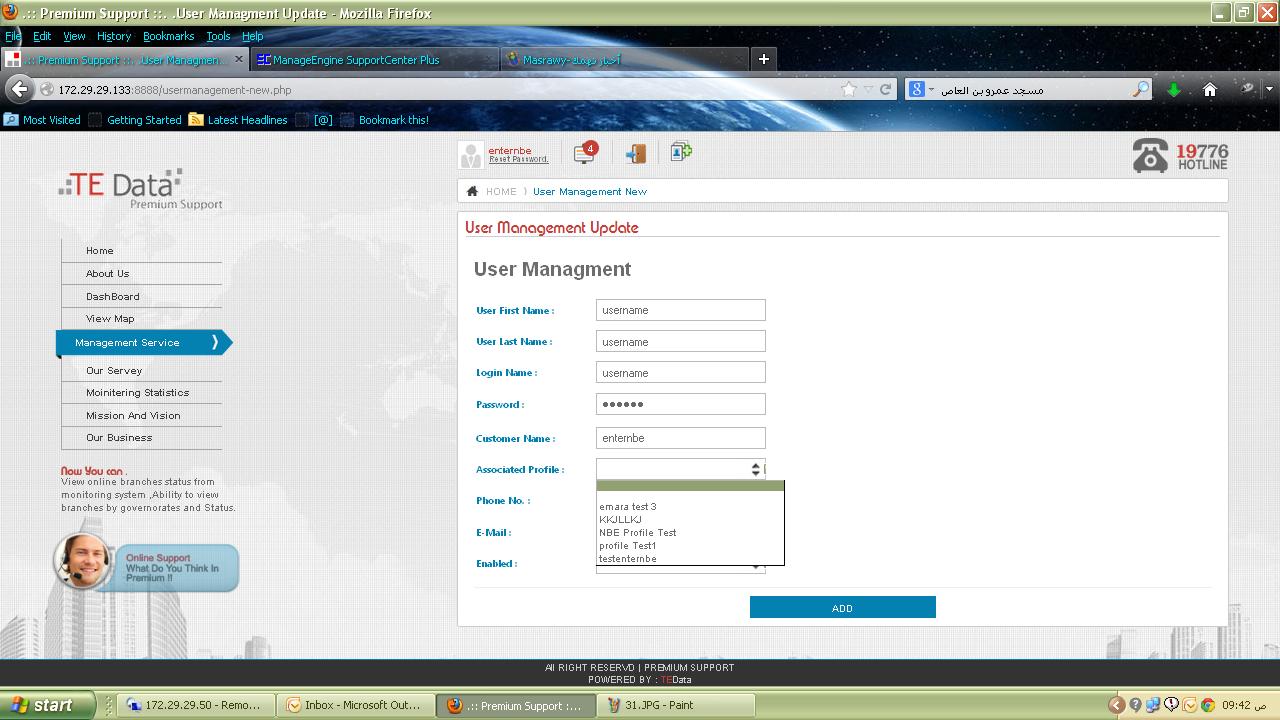 .:: Premium Support ::. .User Managment Update - Mozilla Firefox
File Edit View History Bookmarks Tools Help
.:: Premium Support ::. .User Managmen...
ManageEngine SupportCenter Plus
172.29.29.133:8888/usermanagement-new.php
مسجد عمرو بن العاص
Most Visited Getting Started Latest Headlines [@] Bookmark this!
enternbe
Reset Password.
4
19776
HOTLINE
TE Data
Premium Support
HOME ) User Management New
User Management Update
User Managment
Home
About Us
DashBoard
View Map
Management Service
Our Servey
Moinitering Statistics
Mission And Vision
Our Business
User First Name : username
User Last Name : username
Login Name : username
Password : ••••••
Customer Name : enternbe
Associated Profile :
emara test 3
KKJLLKJ
NBE Profile Test
profile Test1
testenternbe
Phone No. :
E-Mail :
Enabled :
ADD
Now You can .
View online branches status from
monitoring system ,Ability to view
branches by governorates and Status.
Online Support
What Do You Think In
Premium !!
All RIGHT RESERVD | PREMIUM SUPPORT
POWERED BY : TEData
start
172.29.29.50 - Remo...
Inbox - Microsoft Out...
.:: Premium Support :...
31.JPG - Paint
09:42 ص